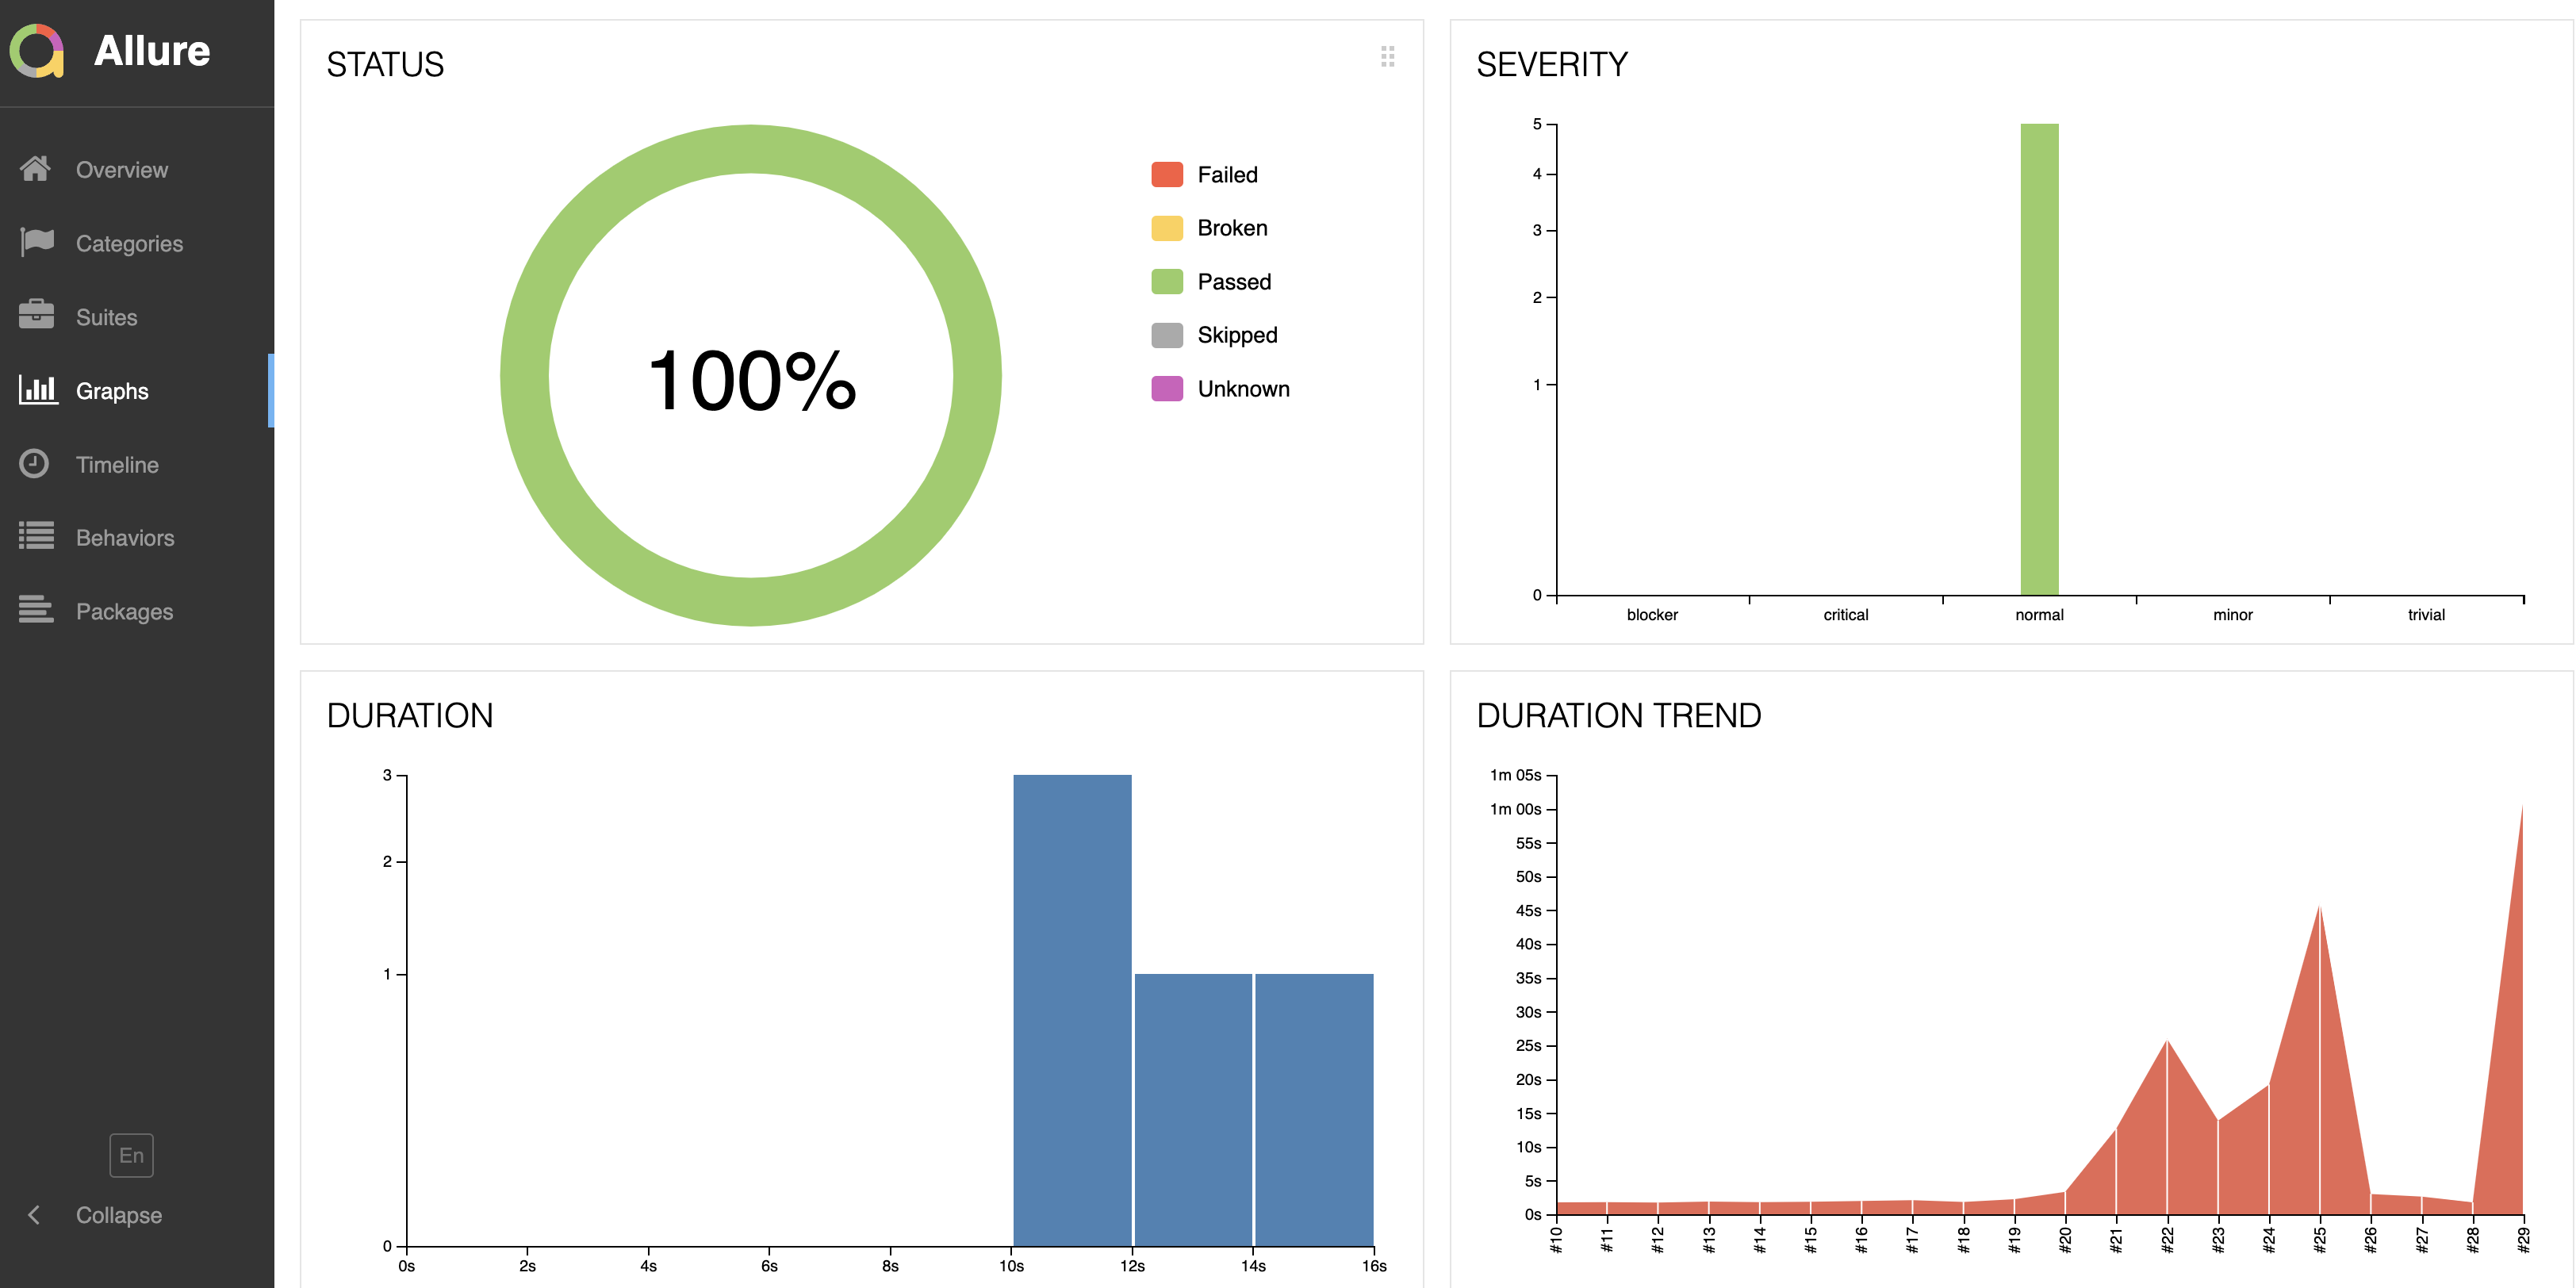 Allure
Overview
Categories
Suites
Graphs
Timeline
Behaviors
Packages
En
Collapse
STATUS
100%
Failed
Broken
Passed
Skipped
Unknown
SEVERITY
5
4
3
2
1
0
blocker critical normal minor trivial
DURATION
3
2
1
0
0s 2s 4s 6s 8s 10s 12s 14s 16s
DURATION TREND
1m 05s
1m 00s
55s
50s
45s
40s
35s
30s
25s
20s
15s
10s
5s
0s
#10 #11 #12 #13 #14 #15 #16 #17 #18 #19 #20 #21 #22 #23 #24 #25 #26 #27 #28 #29